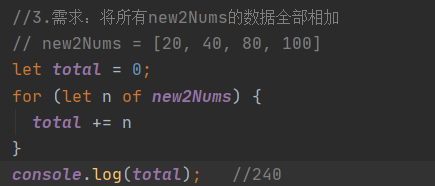 //3.需求：将所有new2Nums的数据全部相加
// new2Nums = [20, 40, 80, 100]
let total = 0;
for (let n of new2Nums) {
  total += n
}
console.log(total);   //240